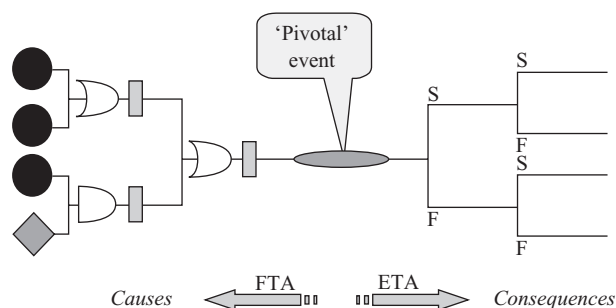 ‘Pivotal’
event
S
S
F
S
F
F
FTA
ETA
Causes
Consequences